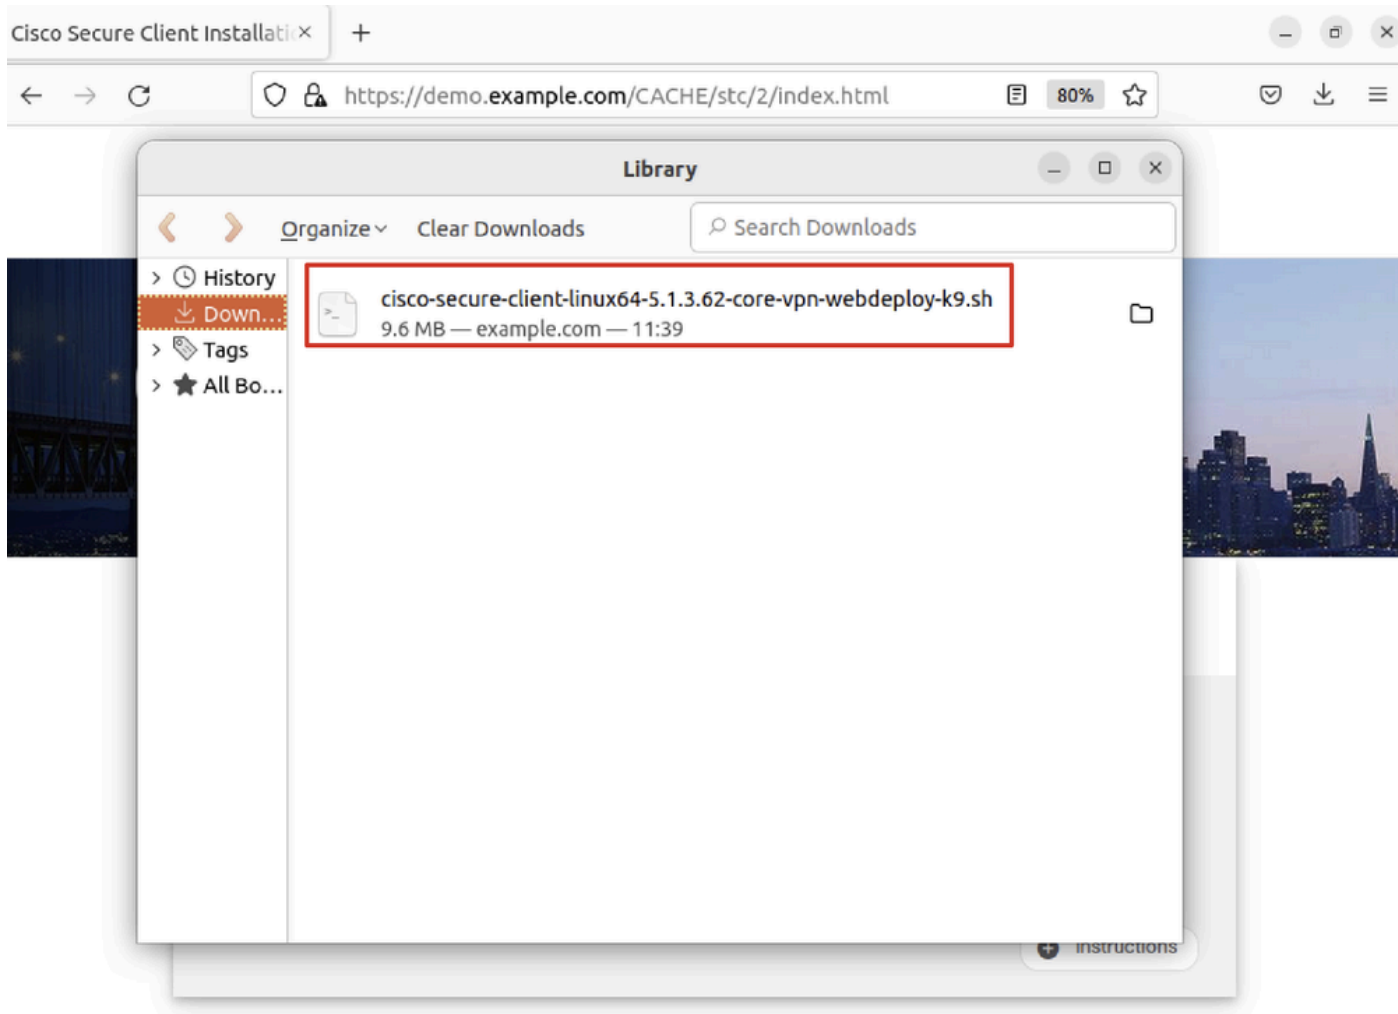 Cisco Secure Client Installati
https://demo.example.com/CACHE/stc/2/index.html
80%
Library
Organize
Clear Downloads
Search Downloads
History
Down...
Tags
All Bo...
cisco-secure-client-linux64-5.1.3.62-core-vpn-webdeploy-k9.sh
9.6 MB — example.com — 11:39
Instructions